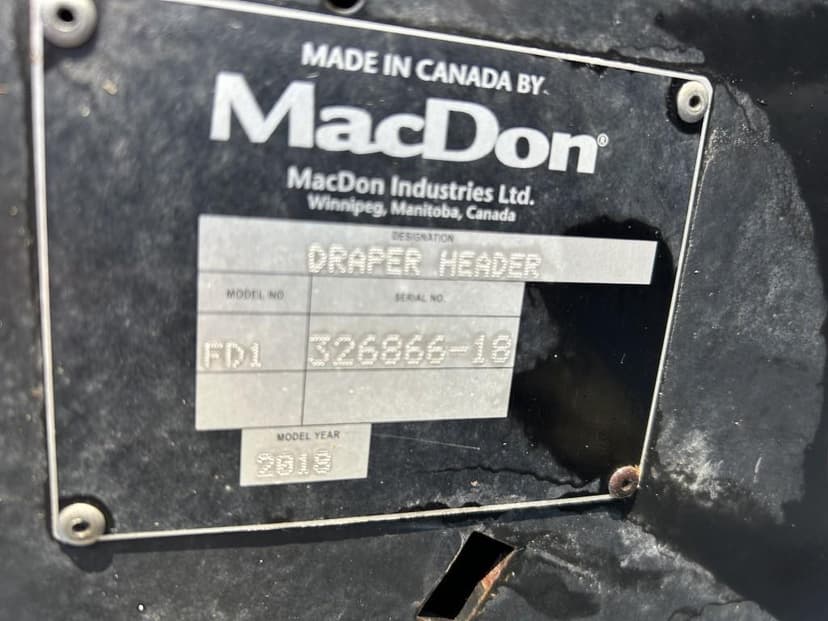 MADE IN CANADA BY
MacDon®
MacDon Industries Ltd.
Winnipeg, Manitoba, Canada
DESIGNATION
DRAPER HEADER
MODEL NO. SERIAL NO.
FD1 326866-18
MODEL YEAR
2018